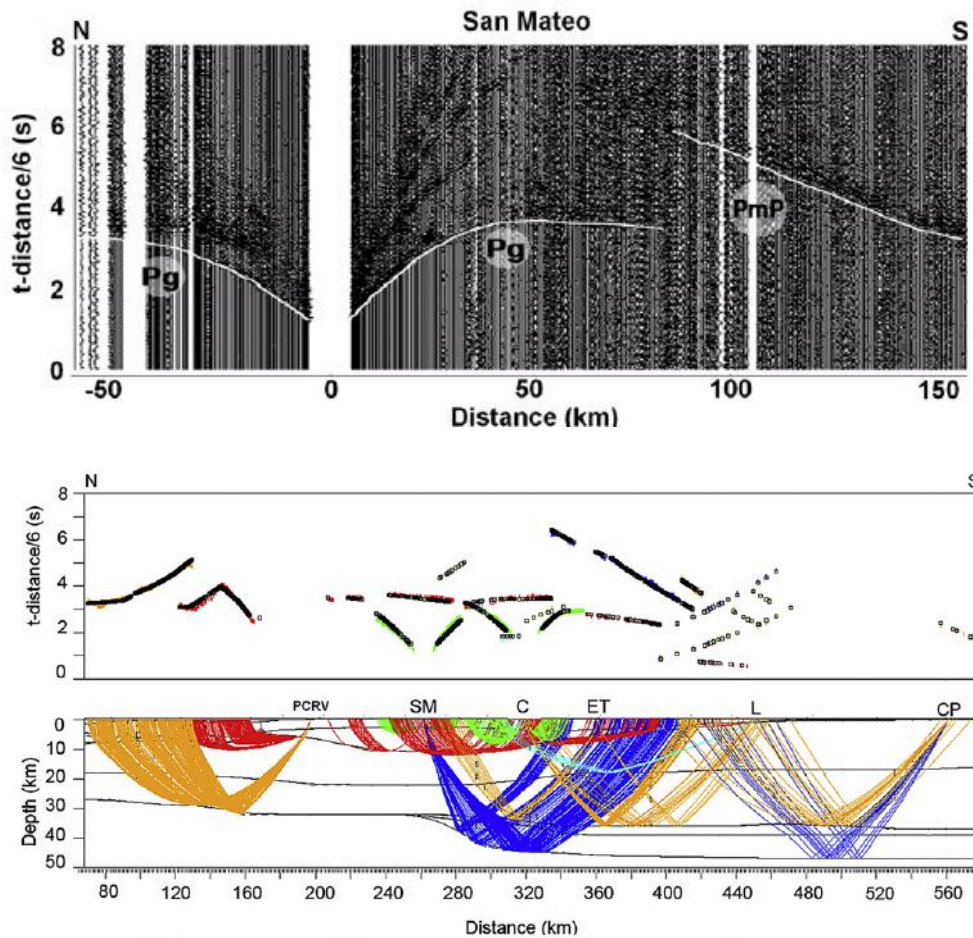 San Mateo
N S
8
6
4
2
0
t-distance/6 (s)
Pg Pg PmP
-50 0 50 100 150
Distance (km)
N S
8
6
4
2
0
t-distance/6 (s)
PCRV SM C ET L CP
0
10
20
30
40
50
Depth (km)
80 120 160 200 240 280 320 360 400 440 480 520 560
Distance (km)